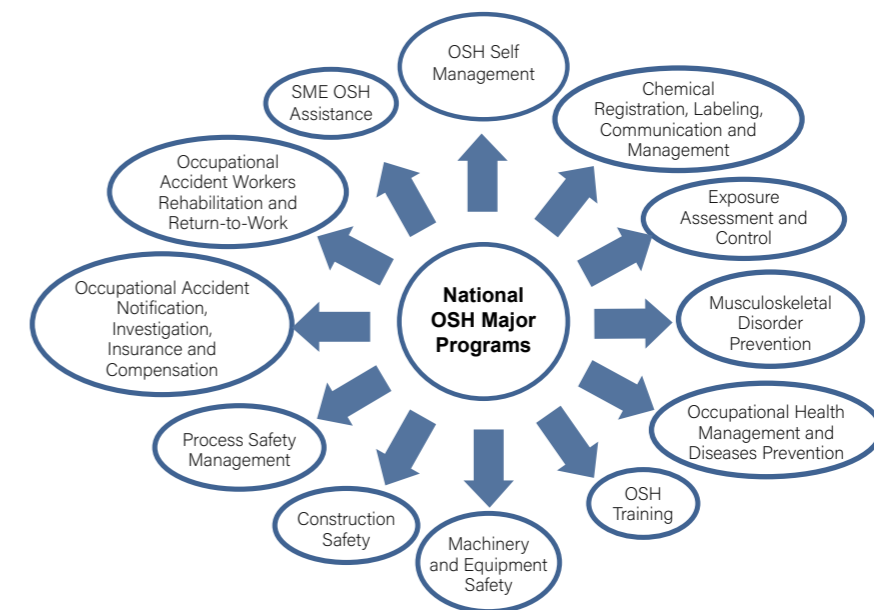 OSH Self
Management
Chemical
Registration, Labeling,
Communication and
Management
Exposure
Assessment and
Control
Musculoskeletal
Disorder
Prevention
Occupational Health
Management and
Diseases Prevention
OSH
Training
Machinery
and Equipment
Safety
Construction
Safety
Process Safety
Management
Occupational Accident
Notification,
Investigation,
Insurance and
Compensation
Occupational
Accident Workers
Rehabilitation and
Return-to-Work
SME OSH
Assistance
National
OSH Major
Programs